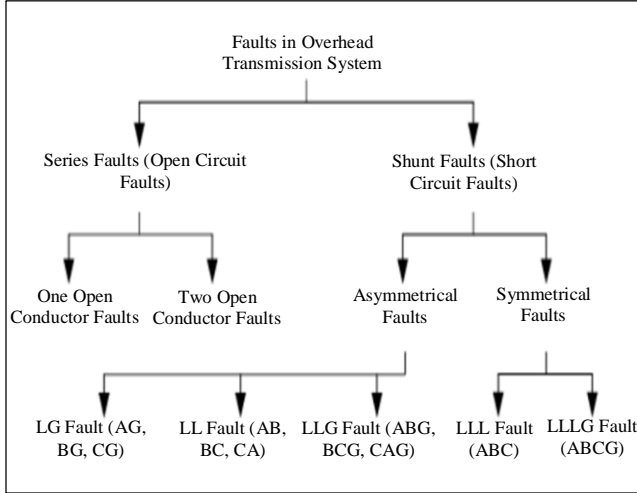 Faults in Overhead
Transmission System
Series Faults (Open Circuit
Faults)
Shunt Faults (Short
Circuit Faults)
One Open
Conductor Faults
Two Open
Conductor Faults
Asymmetrical
Faults
Symmetrical
Faults
LG Fault (AG,
BG, CG)
LL Fault (AB,
BC, CA)
LLG Fault (ABG,
BCG, CAG)
LLL Fault
(ABC)
LLLG Fault
(ABCG)